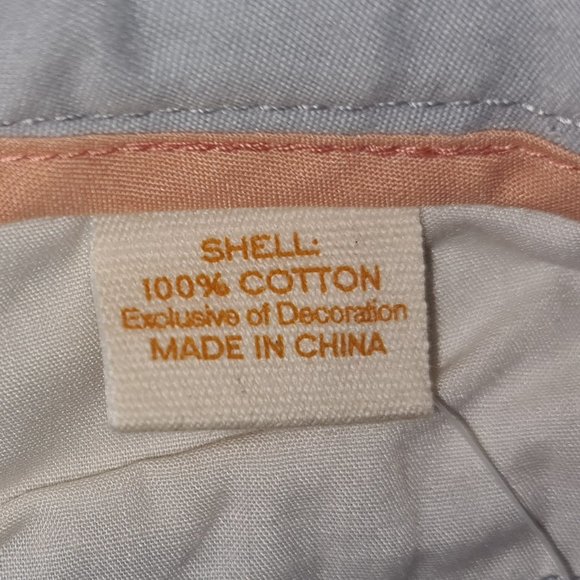 SHELL:
100% COTTON
Exclusive of Decoration
MADE IN CHINA